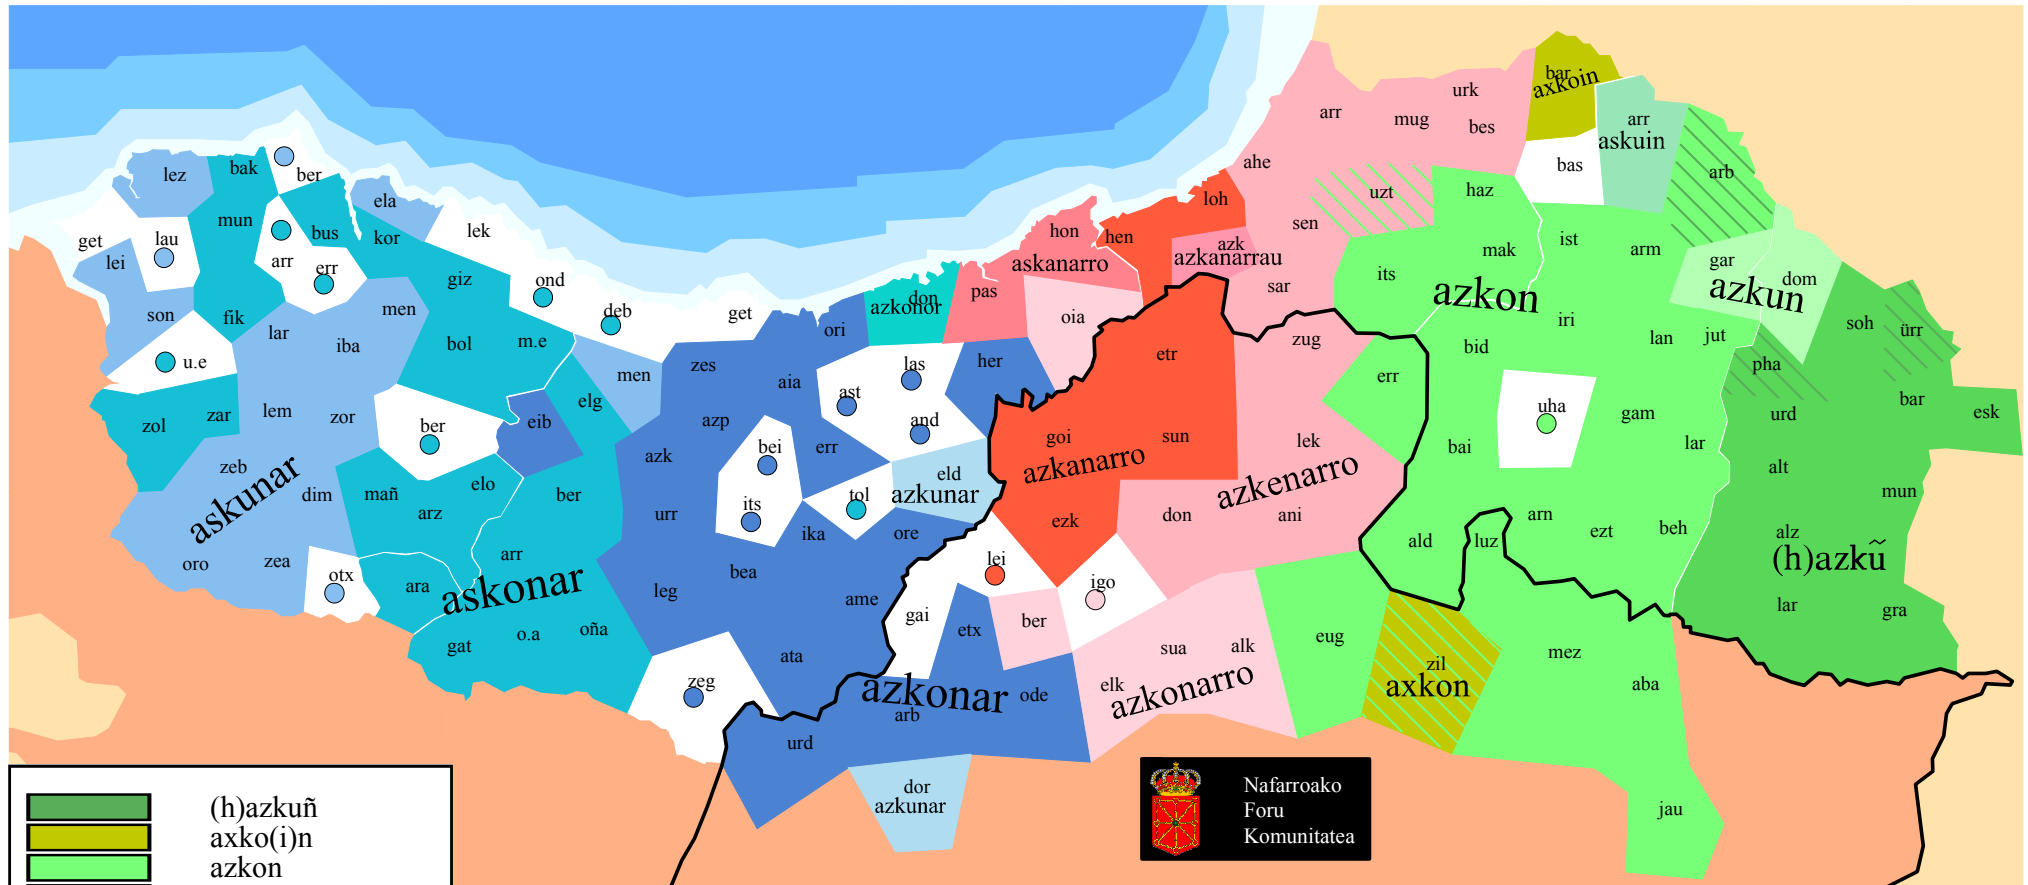 bar
axkoin
urk
arr
mug
bes
arr
askuin
bas
arb
ahe
uzt
haz
lez
bak
ber
ela
loh
mun
bus
kor
lek
hon
hen
azk
azkanarrau
sen
mak
ist
arm
get
lau
lei
arr
err
giz
ond
askanarro
its
azkon
gar
dom
azkun
son
fik
men
deb
get
don
azkonor
pas
oia
sar
iri
lar
iba
bol
m.e
ori
zug
bid
lan
jut
soh
ürr
u.e
men
zes
aia
las
her
etr
err
pha
zol
zar
lem
zor
ber
eib
elg
azp
ast
and
goi
sun
lek
uha
gam
urd
bar
esk
zeb
askunar
dim
mañ
elo
arz
ber
azk
bei
err
eld
azkunar
azkanarro
azkenarro
bai
lar
alt
mun
urr
its
tol
ika
ore
ezk
don
ani
ald
luz
arn
ezt
beh
alz
(h)azkũ
oro
zea
otx
ara
arr
askonar
leg
bea
ame
lei
igo
lar
gra
gat
o.a
oña
ata
gai
etx
ber
sua
alk
eug
zil
axkon
mez
zeg
azkonar
arb
ode
elk
azkonarro
aba
urd
dor
azkunar
jau
Nafarroako
Foru
Komunitatea
(h)azkuñ
axko(i)n
azkon